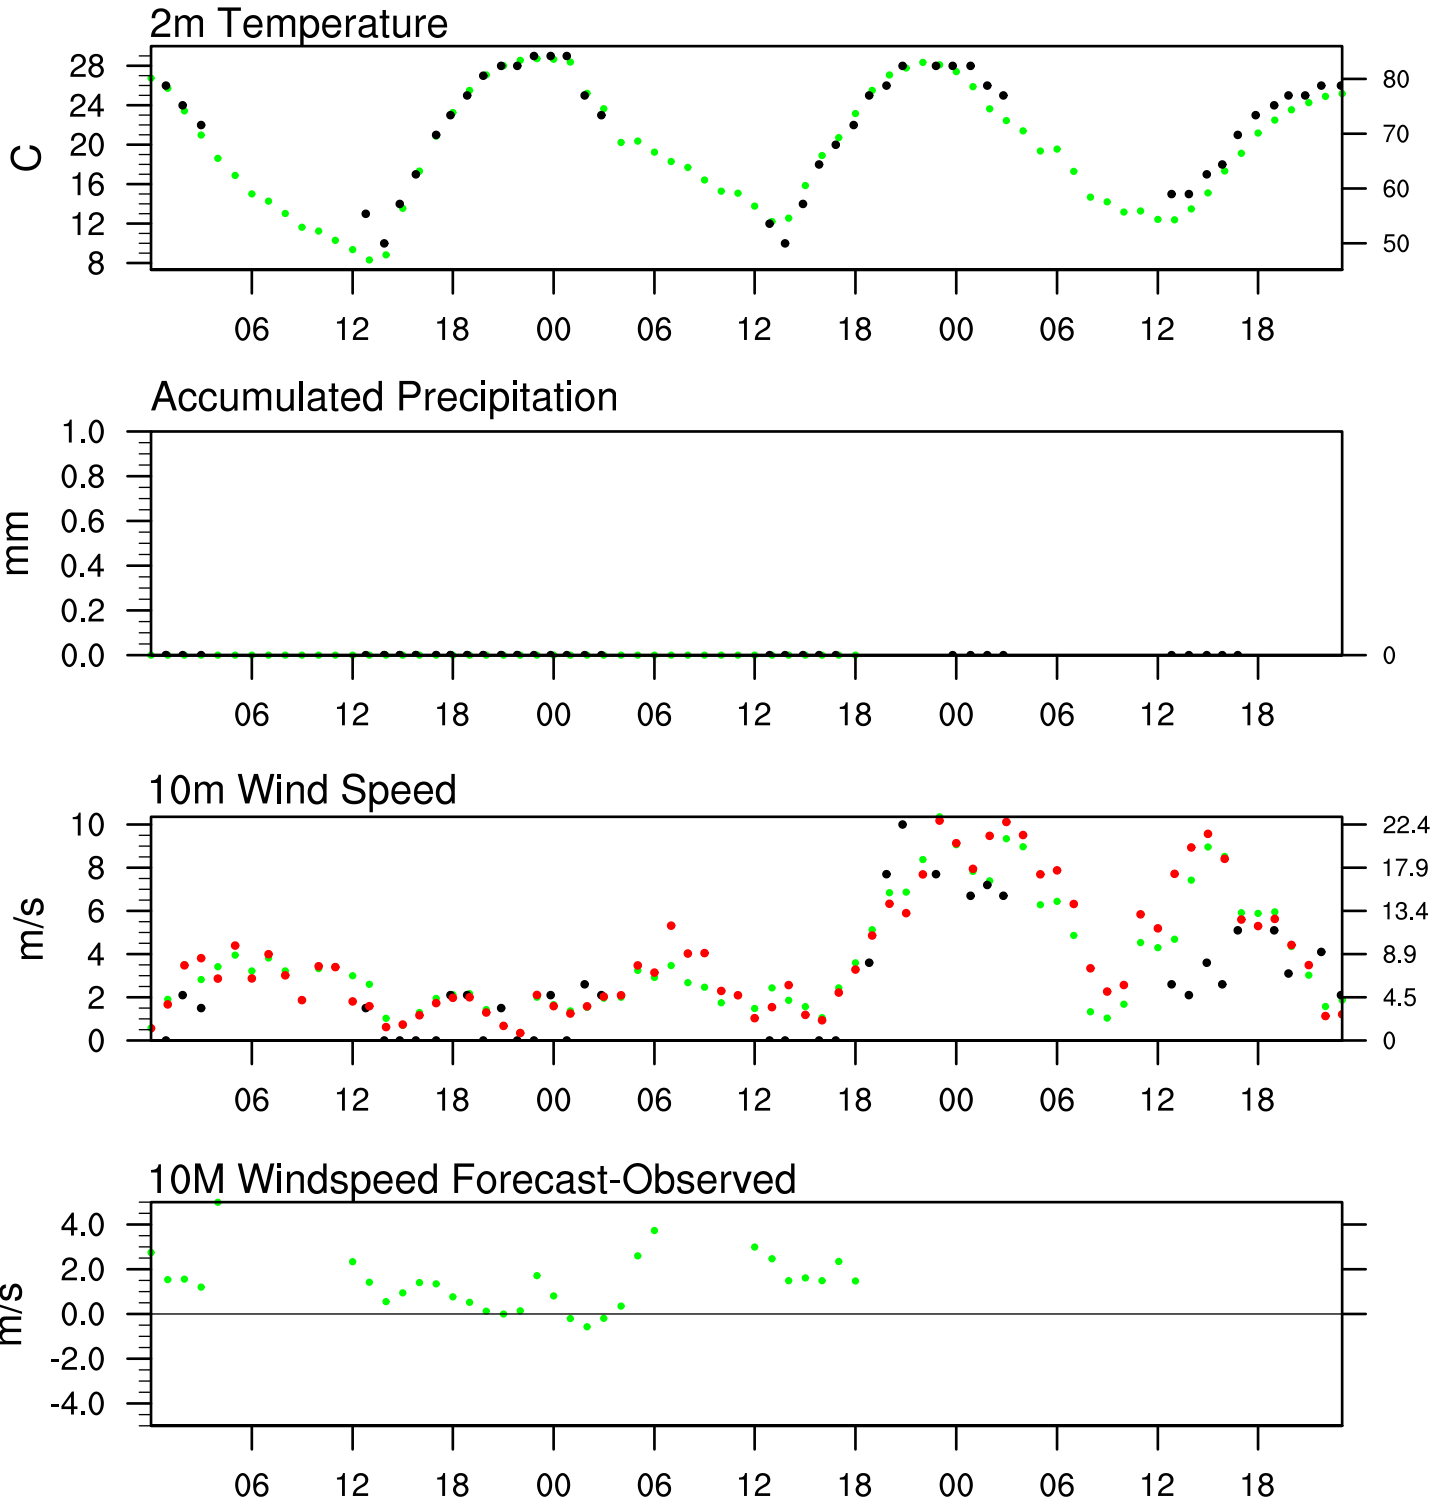 2m Temperature
28
24
20
16
12
8
C
80
70
60
50
06 12 18 00 06 12 18 00 06 12 18
Accumulated Precipitation
1.0
0.8
0.6
0.4
0.2
0.0
mm
0
06 12 18 00 06 12 18 00 06 12 18
10m Wind Speed
10
8
6
4
2
0
m/s
22.4
17.9
13.4
8.9
4.5
0
06 12 18 00 06 12 18 00 06 12 18
10M Windspeed Forecast-Observed
4.0
2.0
0.0
-2.0
-4.0
m/s
06 12 18 00 06 12 18 00 06 12 18